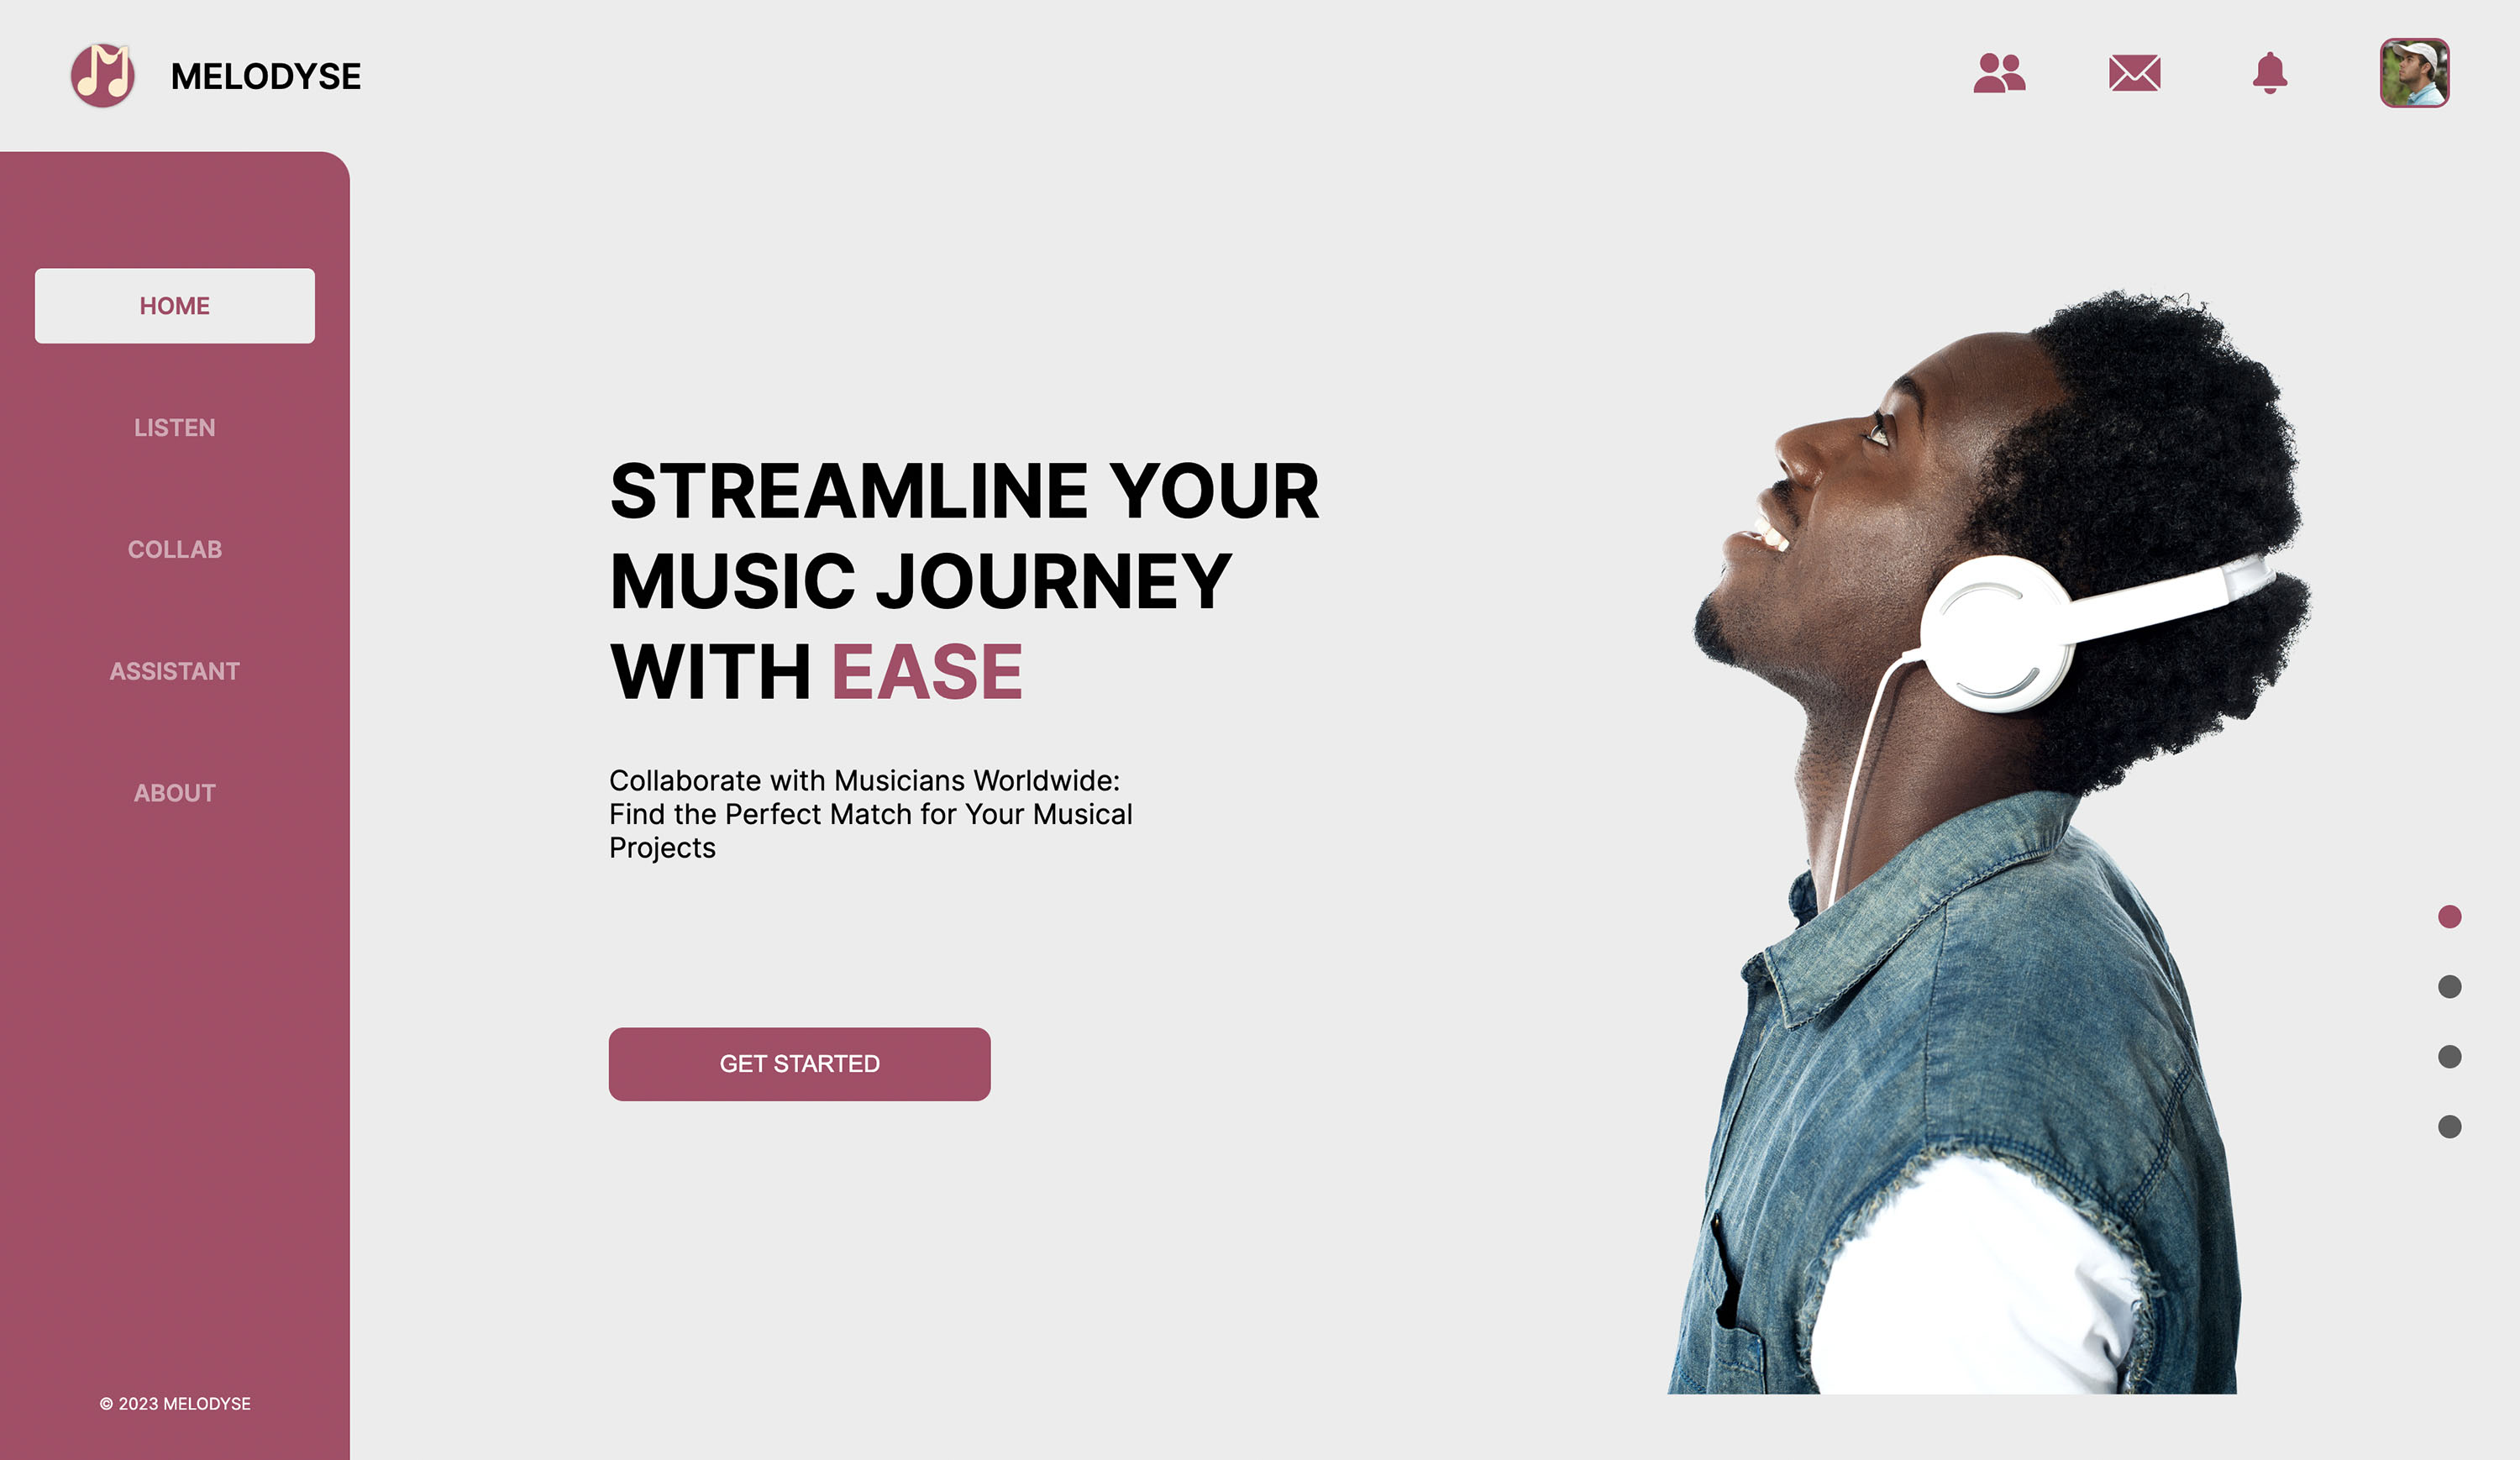 MELODYSE
HOME
LISTEN
COLLAB
ASSISTANT
ABOUT
© 2023 MELODYSE
STREAMLINE YOUR
MUSIC JOURNEY
WITH EASE
Collaborate with Musicians Worldwide:
Find the Perfect Match for Your Musical
Projects
GET STARTED